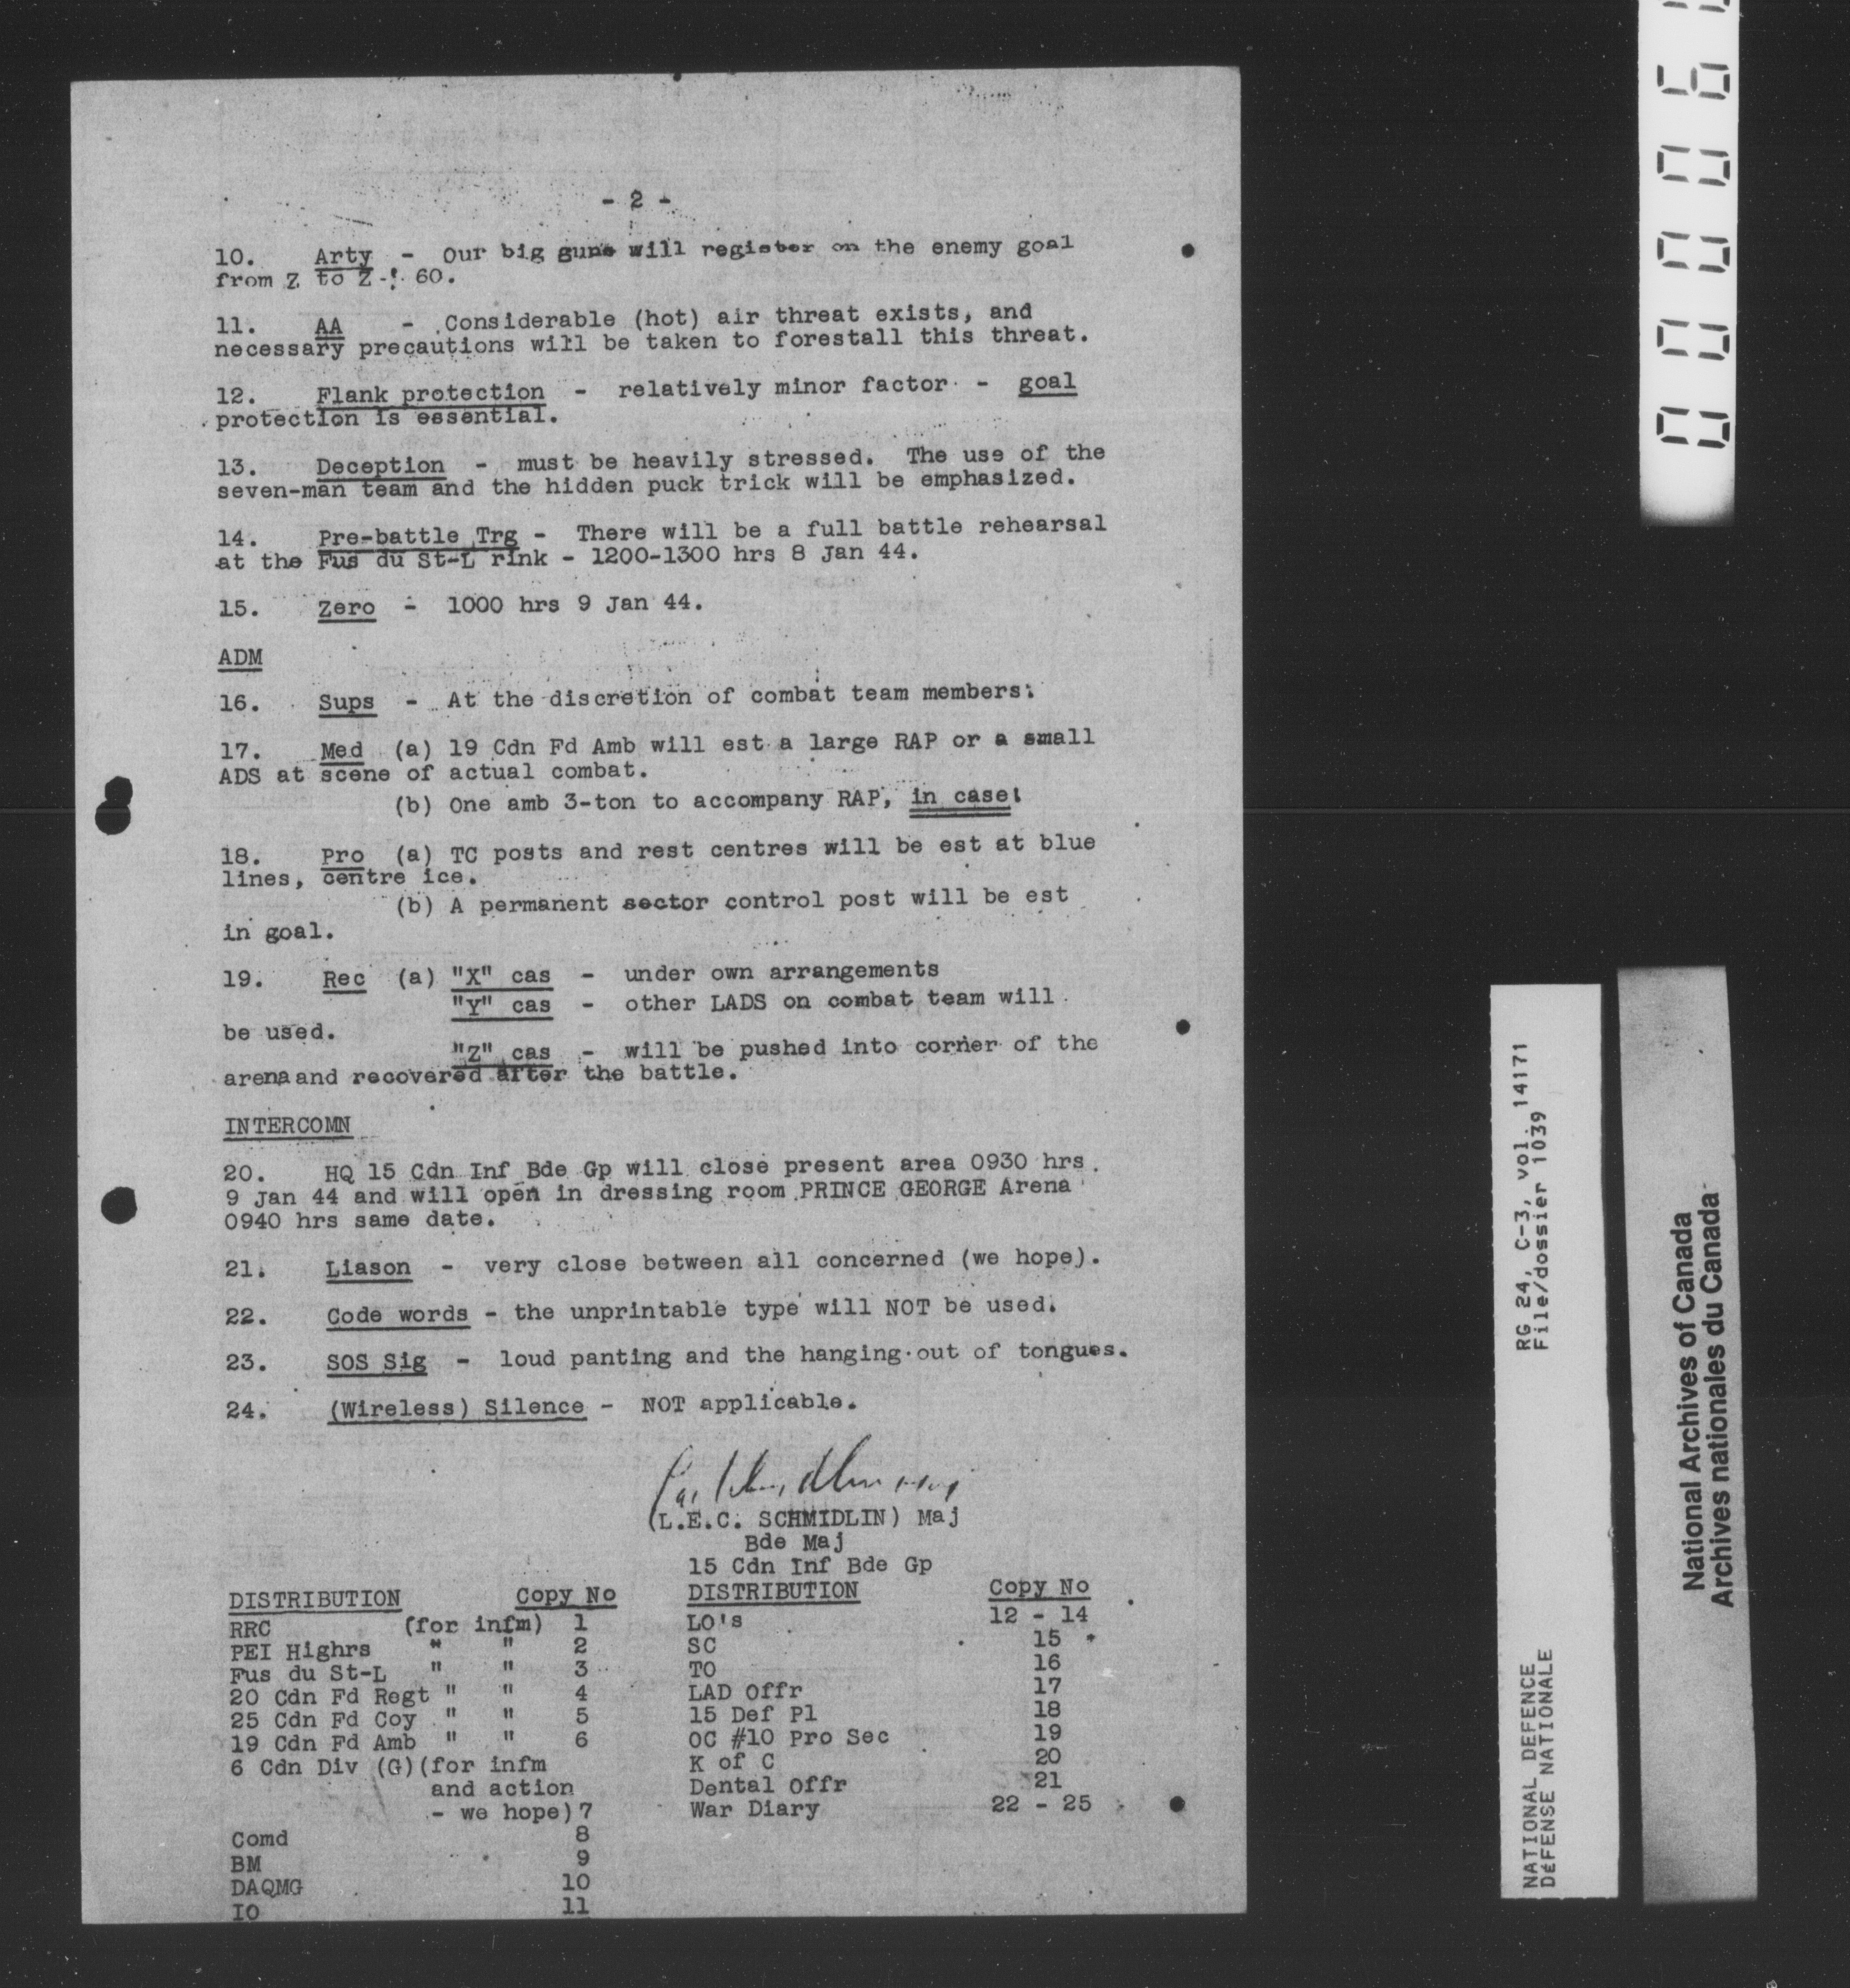 - 2 -
10. Arty - Our big guns will register on the enemy goal
from Z to Z + 60.
11. AA - Considerable (hot) air threat exists, and
necessary precautions will be taken to forestall this threat.
12. Flank protection - relatively minor factor - goal
protection is essential.
13. Deception - must be heavily stressed. The use of the
seven-man team and the hidden puck trick will be emphasized.
14. Pre-battle Trg - There will be a full battle rehearsal
at the Fus du St-L rink - 1200-1300 hrs 8 Jan 44.
15. Zero - 1000 hrs 9 Jan 44.
ADM
16. Sups - At the discretion of combat team members.
17. Med (a) 19 Cdn Fd Amb will est a large RAP or a small
ADS at scene of actual combat.
(b) One amb 3-ton to accompany RAP, in case!
18. Pro (a) TC posts and rest centres will be est at blue
lines, centre ice.
(b) A permanent sector control post will be est
in goal.
19. Rec (a) "X" cas - under own arrangements
"Y" cas - other LADS on combat team will
be used.
"Z" cas - will be pushed into corner of the
arena and recovered after the battle.
INTERCOMN
20. HQ 15 Cdn Inf Bde Gp will close present area 0930 hrs
9 Jan 44 and will open in dressing room PRINCE GEORGE Arena
0940 hrs same date.
21. Liason - very close between all concerned (we hope).
22. Code words - the unprintable type will NOT be used.
23. SOS Sig - loud panting and the hanging out of tongues.
24. (Wireless) Silence - NOT applicable.
(L.E.C. SCHMIDLIN) Maj
Bde Maj
15 Cdn Inf Bde Gp
DISTRIBUTION Copy No
RRC (for infm) 1
PEI Highrs " " 2
Fus du St-L " " 3
20 Cdn Fd Regt " " 4
25 Cdn Fd Coy " " 5
19 Cdn Fd Amb " " 6
6 Cdn Div (G)(for infm
and action
- we hope) 7
Comd 8
BM 9
DAQMG 10
IO 11
DISTRIBUTION Copy No
LO's 12 - 14
SC 15
TO 16
LAD Offr 17
15 Def Pl 18
OC #10 Pro Sec 19
K of C 20
Dental Offr 21
War Diary 22 - 25
NATIONAL DEFENCE RG 24, C-3, vol. 14171
DÉFENSE NATIONALE File/dossier 1039
National Archives of Canada
Archives nationales du Canada